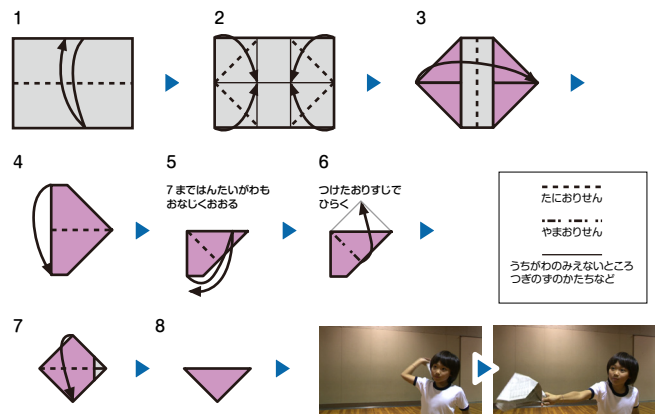 1
2
3
4
5
7まではんたいがわも
おなじくおおる
6
つけたおりすじで
ひらく
たにおりせん
やまおりせん
うちがわのみえないところ
つぎのずのかたちなど
7
8